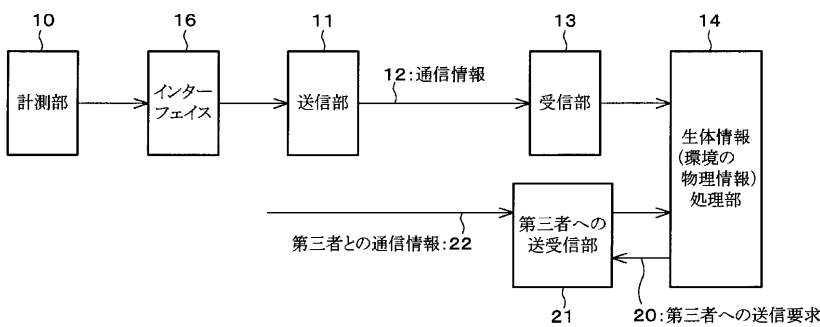 10
16
11
13
14
計測部
インター
フェイス
送信部
12:通信情報
受信部
生体情報
(環境の
物理情報)
処理部
第三者との通信情報:22
第三者への
送受信部
21
20:第三者への送信要求